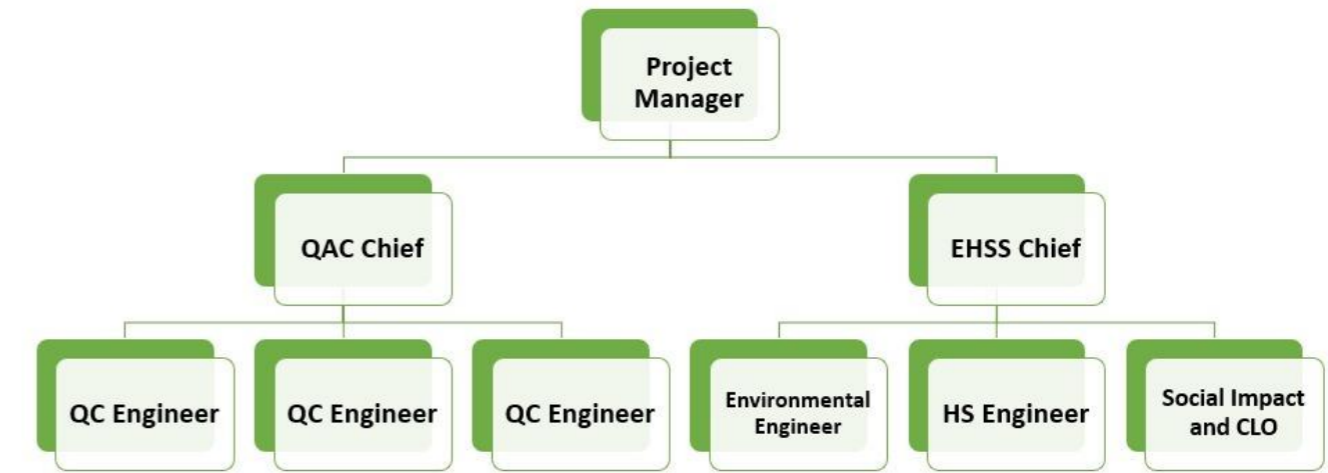 Project
Manager
QAC Chief
EHSS Chief
QC Engineer
QC Engineer
QC Engineer
Environmental
Engineer
HS Engineer
Social Impact
and CLO